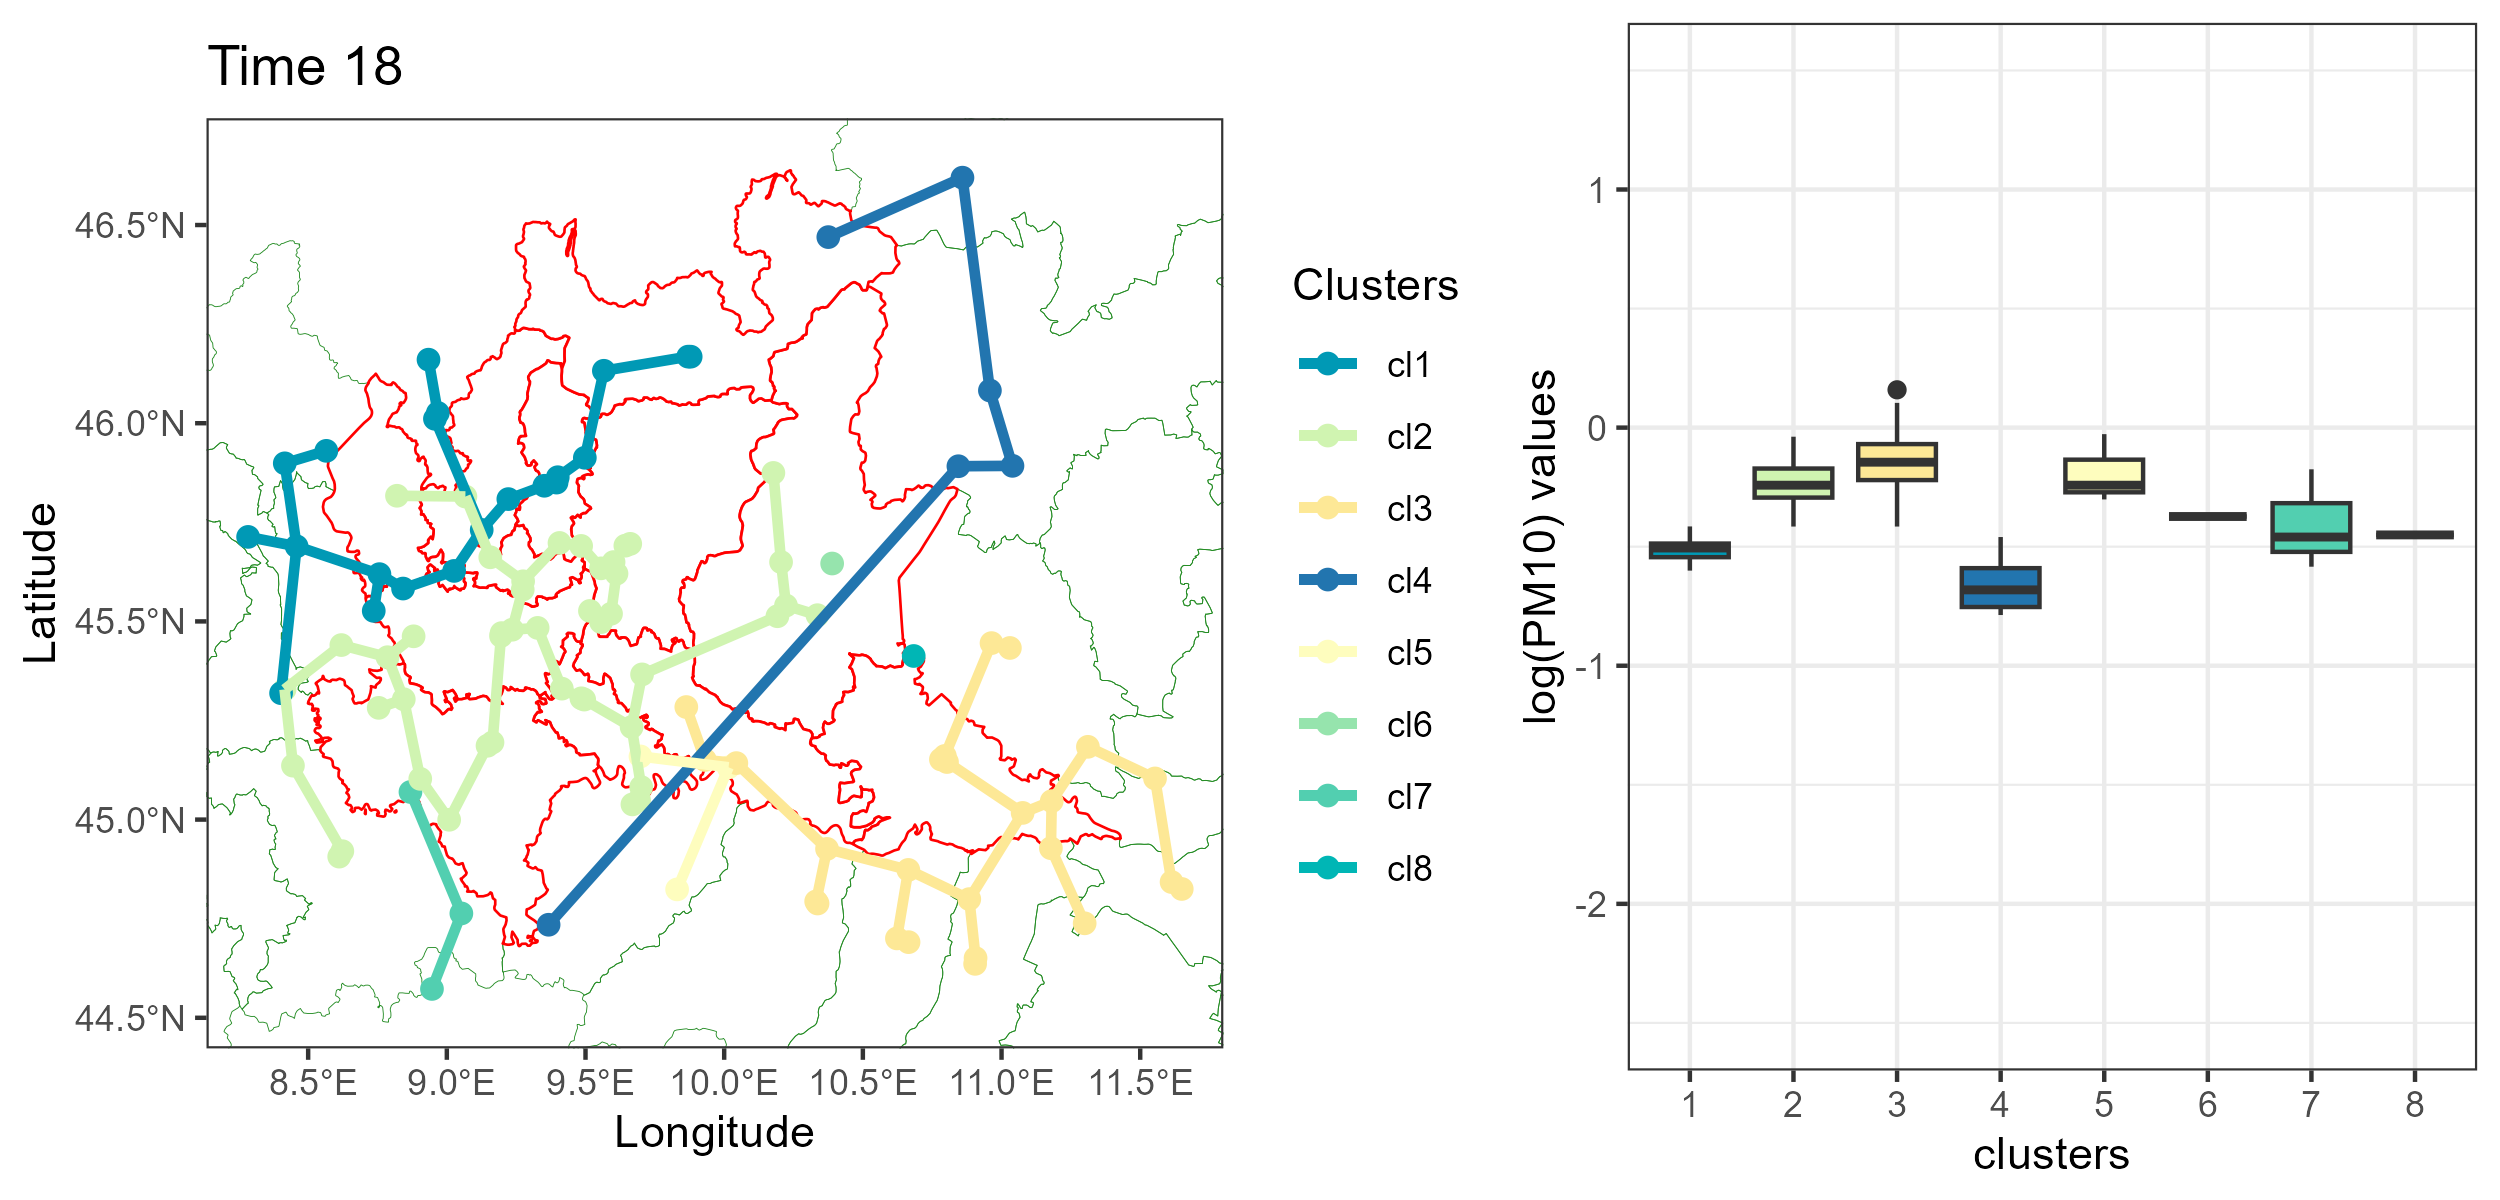 Time 18
46.5°N
46.0°N
45.5°N
45.0°N
44.5°N
Latitude
8.5°E 9.0°E 9.5°E 10.0°E 10.5°E 11.0°E 11.5°E
Longitude
Clusters
cl1
cl2
cl3
cl4
cl5
cl6
cl7
cl8
1
0
-1
-2
log(PM10) values
1 2 3 4 5 6 7 8
clusters